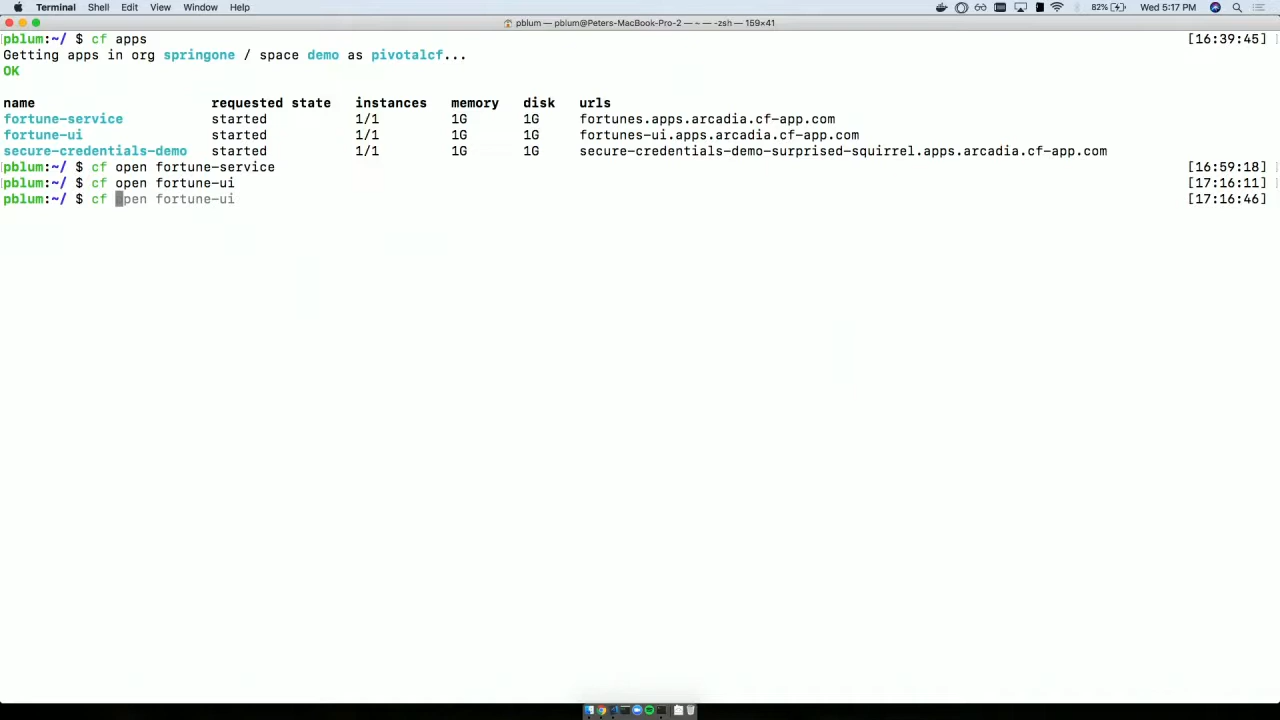 Terminal Shell Edit View Window Help 82% Wed 5:17 PM
pblum — pblum@Peters-MacBook-Pro-2 — ~ — -zsh — 159×41
pblum:~/ $ cf apps [16:39:45]
Getting apps in org springone / space demo as pivotalcf...
OK
name requested state instances memory disk urls
fortune-service started 1/1 1G 1G fortunes.apps.arcadia.cf-app.com
fortune-ui started 1/1 1G 1G fortunes-ui.apps.arcadia.cf-app.com
secure-credentials-demo started 1/1 1G 1G secure-credentials-demo-surprised-squirrel.apps.arcadia.cf-app.com
pblum:~/ $ cf open fortune-service [16:59:18]
pblum:~/ $ cf open fortune-ui [17:16:11]
pblum:~/ $ cf open fortune-ui [17:16:46]